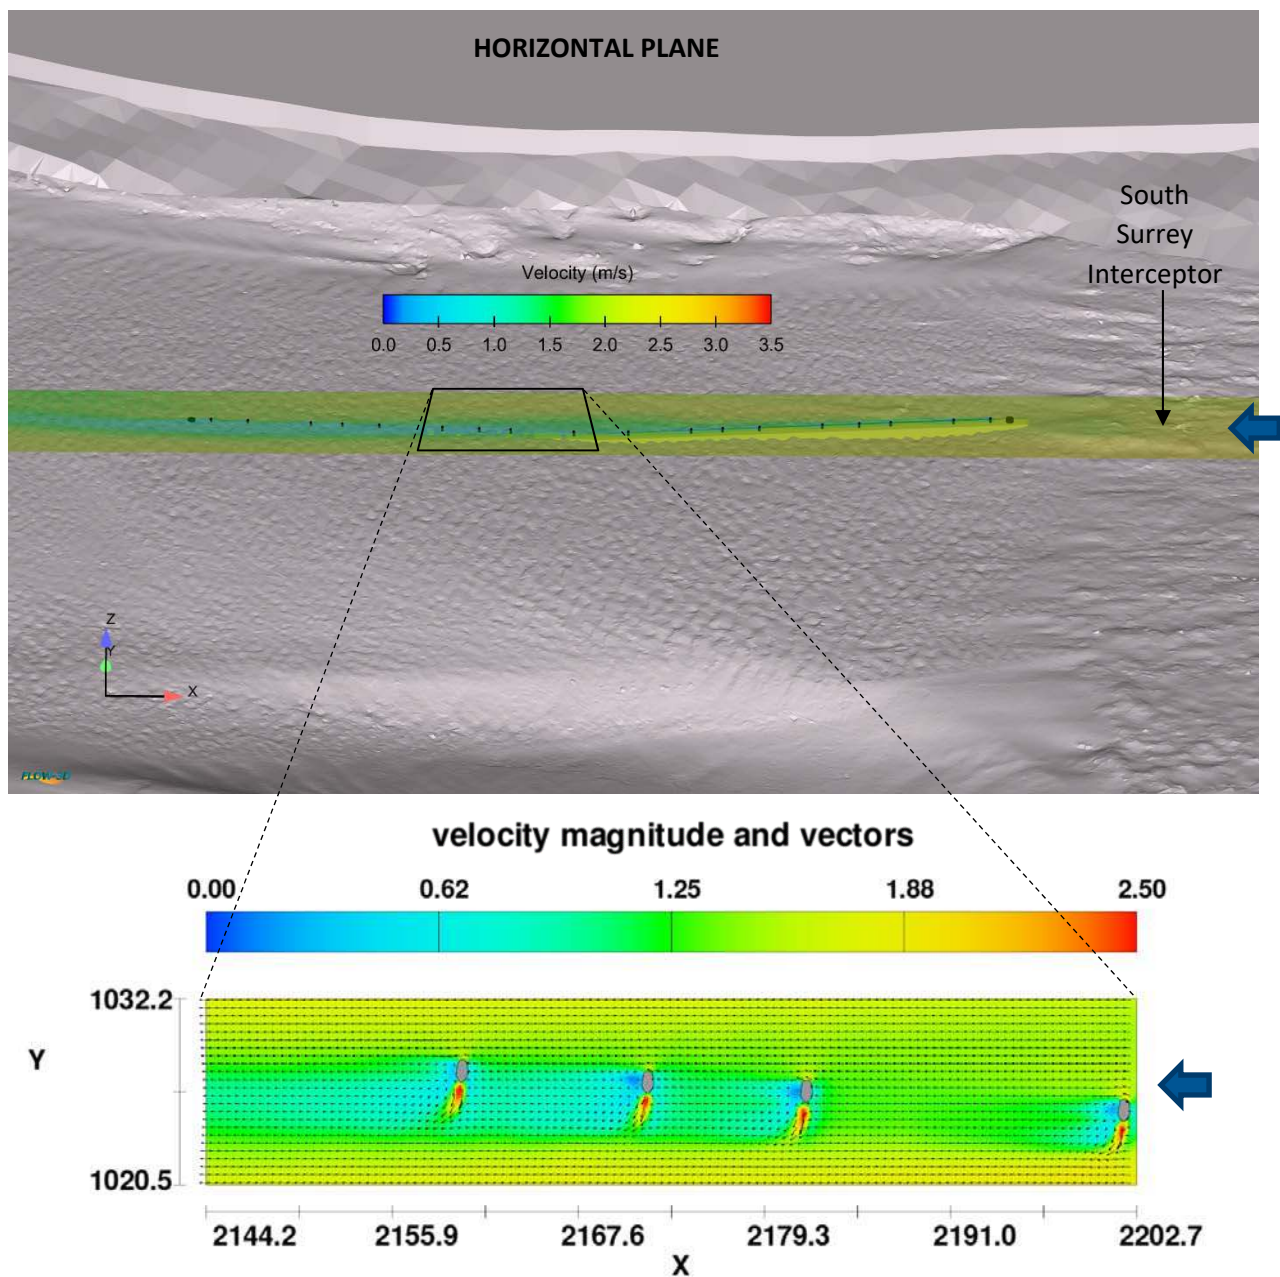 HORIZONTAL PLANE
South
Surrey
Interceptor
Velocity (m/s)
0.0 0.5 1.0 1.5 2.0 2.5 3.0 3.5
Z
Y
X
FLOW-3D
velocity magnitude and vectors
0.00 0.62 1.25 1.88 2.50
1032.2
Y
1020.5
2144.2 2155.9 2167.6 2179.3 2191.0 2202.7
X